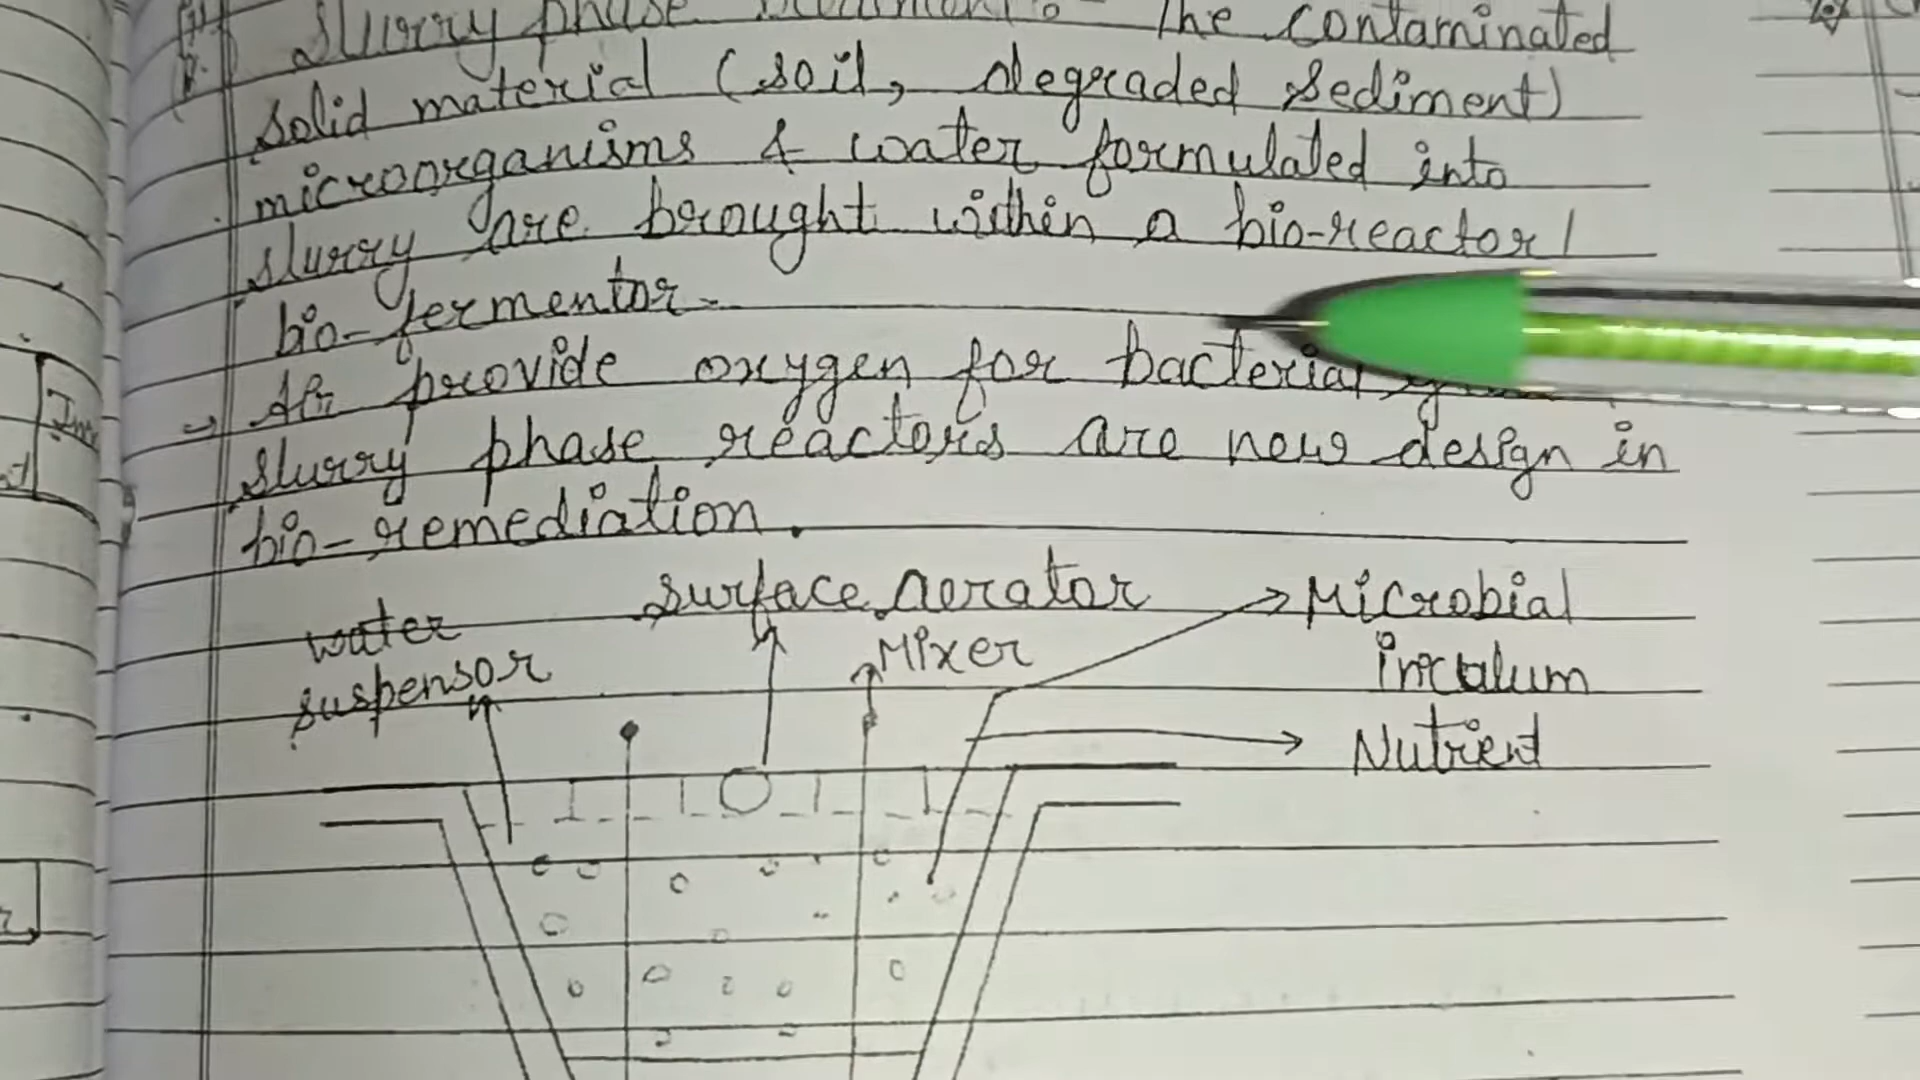 Slurry phase treatment:- The contaminated
solid material (soil, degraded sediment)
microorganisms & water formulated into
slurry are brought within a bio-reactor/
bio-fermentor.
→ Air provide oxygen for bacterial
slurry phase reactors are new design in
bio-remediation.
surface aerator
Microbial
water
suspensor
Mixer
Nutrient